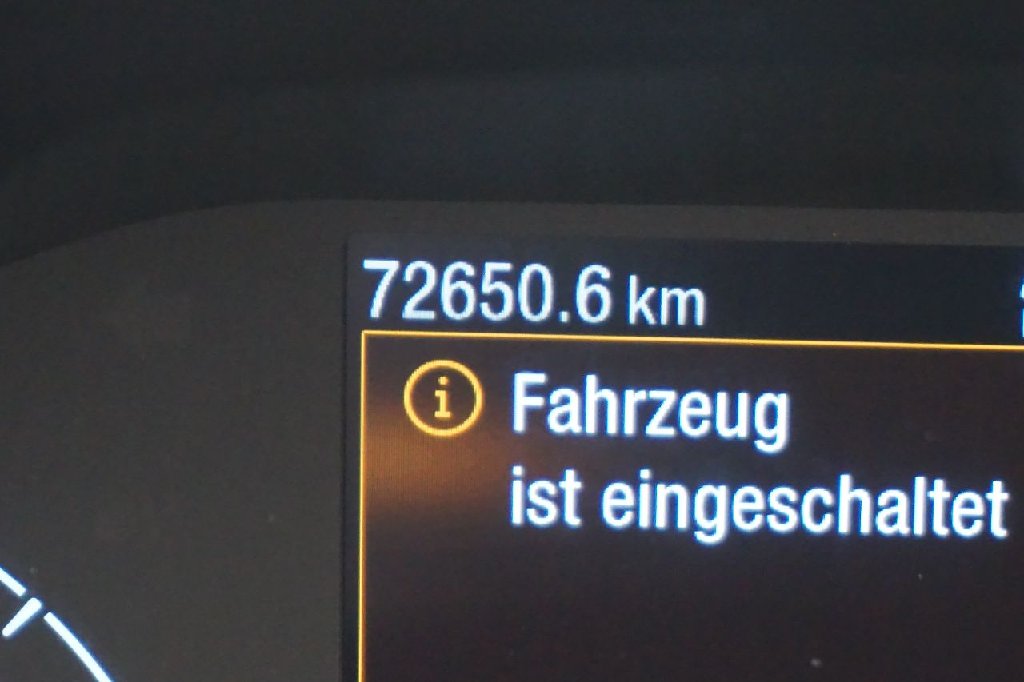 72650.6 km
i Fahrzeug
ist eingeschaltet